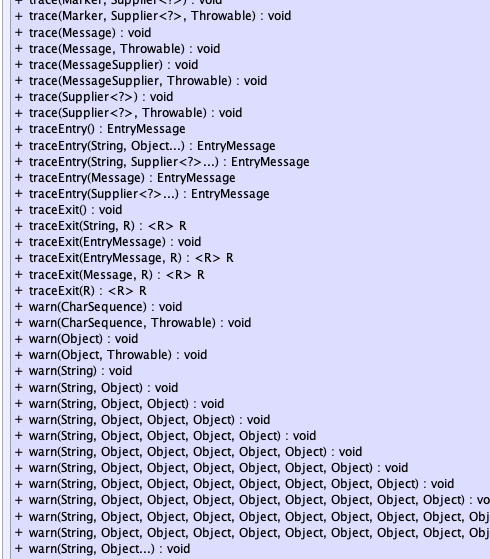 + trace(Marker, Supplier<?>) : void
+ trace(Marker, Supplier<?>, Throwable) : void
+ trace(Message) : void
+ trace(Message, Throwable) : void
+ trace(MessageSupplier) : void
+ trace(MessageSupplier, Throwable) : void
+ trace(Supplier<?>) : void
+ trace(Supplier<?>, Throwable) : void
+ traceEntry() : EntryMessage
+ traceEntry(String, Object...) : EntryMessage
+ traceEntry(String, Supplier<?>...) : EntryMessage
+ traceEntry(Message) : EntryMessage
+ traceEntry(Supplier<?>...) : EntryMessage
+ traceExit() : void
+ traceExit(String, R) : <R> R
+ traceExit(EntryMessage) : void
+ traceExit(EntryMessage, R) : <R> R
+ traceExit(Message, R) : <R> R
+ traceExit(R) : <R> R
+ warn(CharSequence) : void
+ warn(CharSequence, Throwable) : void
+ warn(Object) : void
+ warn(Object, Throwable) : void
+ warn(String) : void
+ warn(String, Object) : void
+ warn(String, Object, Object) : void
+ warn(String, Object, Object, Object) : void
+ warn(String, Object, Object, Object, Object) : void
+ warn(String, Object, Object, Object, Object, Object) : void
+ warn(String, Object, Object, Object, Object, Object, Object) : void
+ warn(String, Object, Object, Object, Object, Object, Object, Object) : void
+ warn(String, Object, Object, Object, Object, Object, Object, Object, Object) : vo
+ warn(String, Object, Object, Object, Object, Object, Object, Object, Object, Obj
+ warn(String, Object, Object, Object, Object, Object, Object, Object, Object, Obj
+ warn(String, Object...) : void